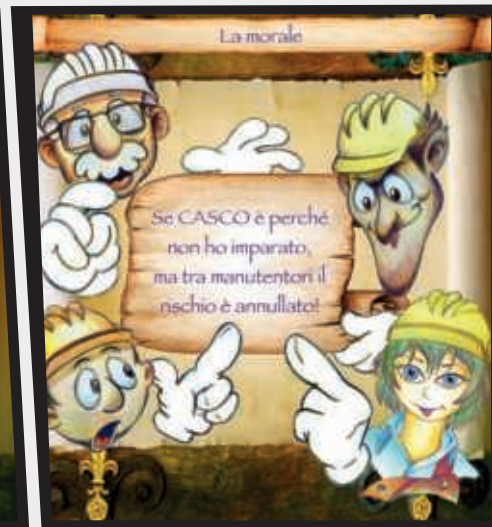 La morale
Se CASCO è perché
non ho imparato,
ma tra manutentori il
rischio è annullato!